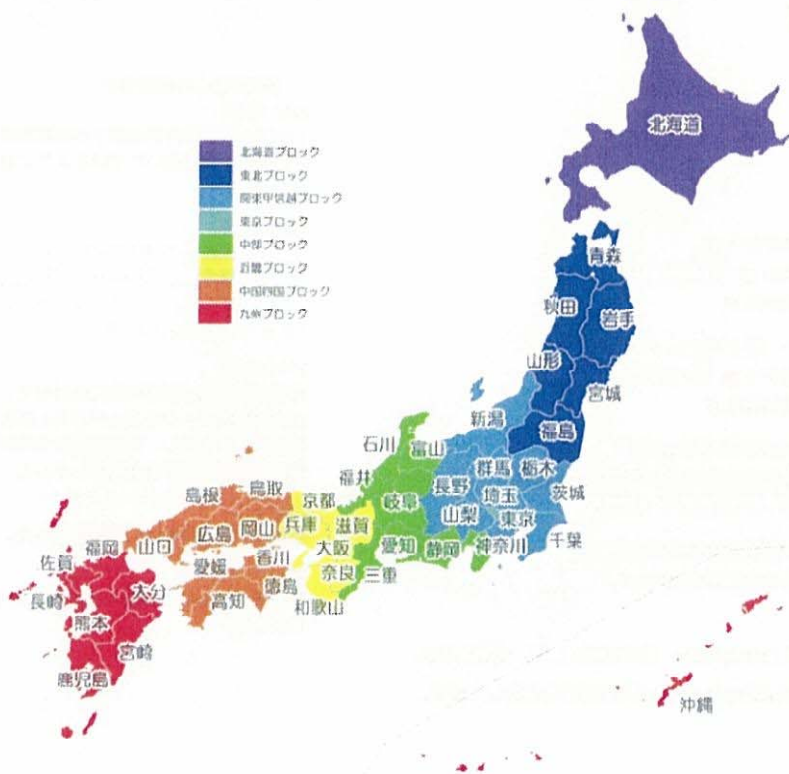 北海道ブロック
東北ブロック
関東甲信越ブロック
東京ブロック
中部ブロック
近畿ブロック
中国四国ブロック
九州ブロック
北海道
青森
秋田
岩手
山形
宮城
新潟
福島
石川
富山
群馬
栃木
福井
長野
茨城
岐阜
埼玉
島根
鳥取
京都
山梨
東京
兵庫
滋賀
広島
岡山
福岡
山口
大阪
愛知
静岡
神奈川
千葉
佐賀
愛媛
香川
奈良
三重
長崎
大分
高知
徳島
和歌山
熊本
宮崎
鹿児島
沖縄